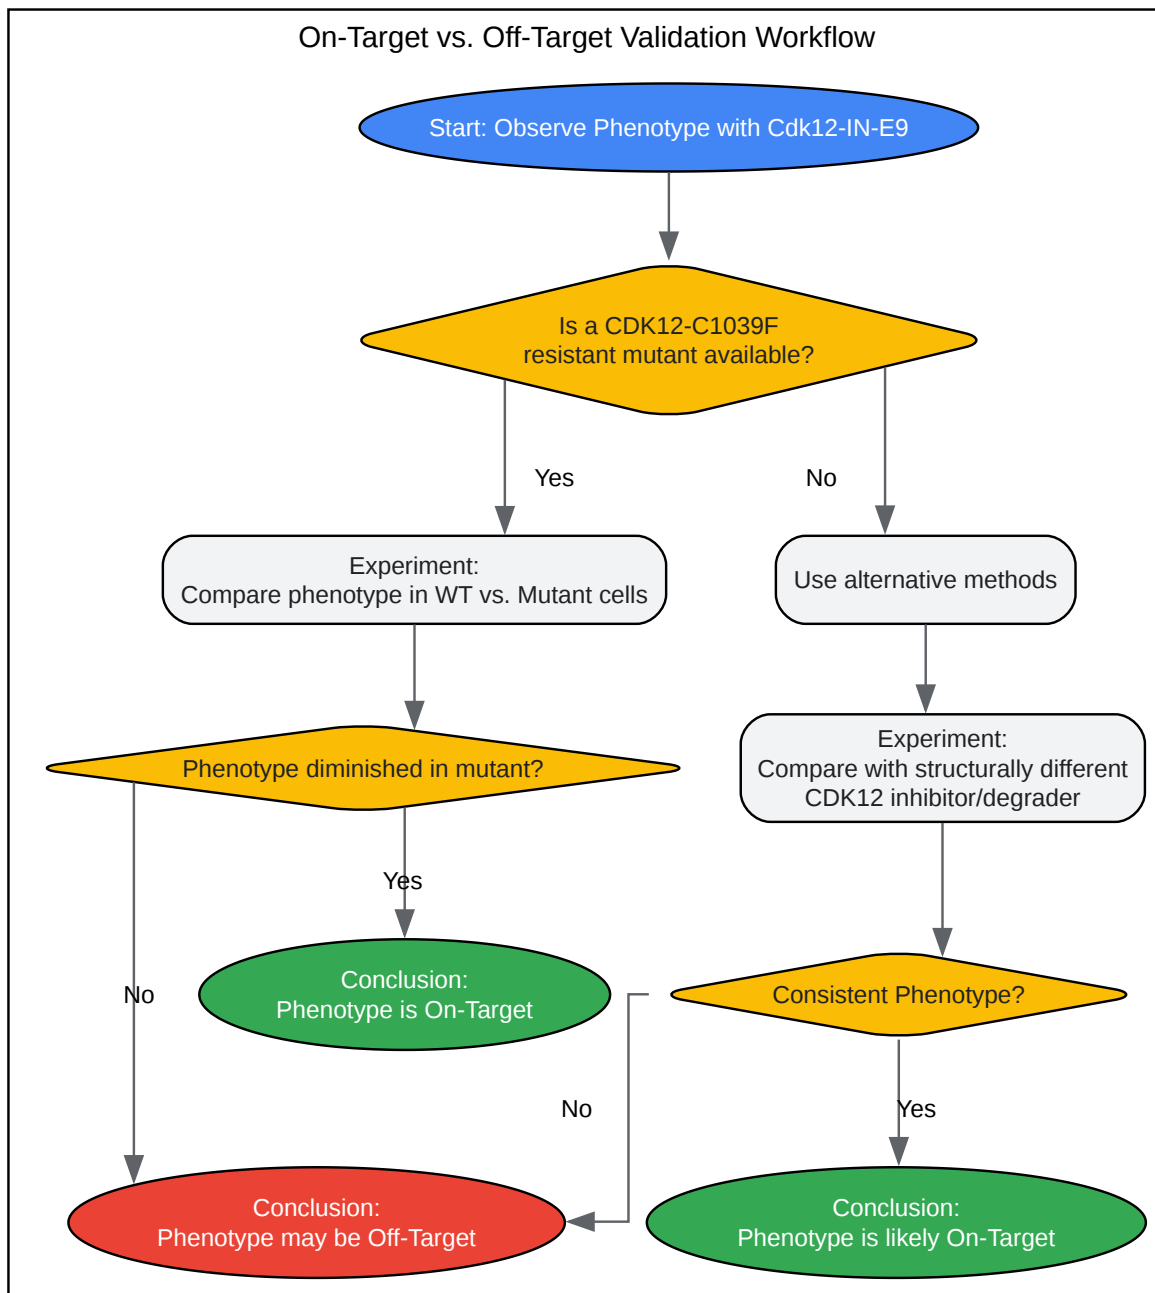 On-Target vs. Off-Target Validation Workflow
Start: Observe Phenotype with Cdk12-IN-E9
Is a CDK12-C1039F
resistant mutant available?
Yes
No
Experiment:
Compare phenotype in WT vs. Mutant cells
Use alternative methods
Experiment:
Compare with structurally different
CDK12 inhibitor/degrader
Phenotype diminished in mutant?
Yes
No
Conclusion:
Phenotype is On-Target
Consistent Phenotype?
No
Yes
Conclusion:
Phenotype may be Off-Target
Conclusion:
Phenotype is likely On-Target